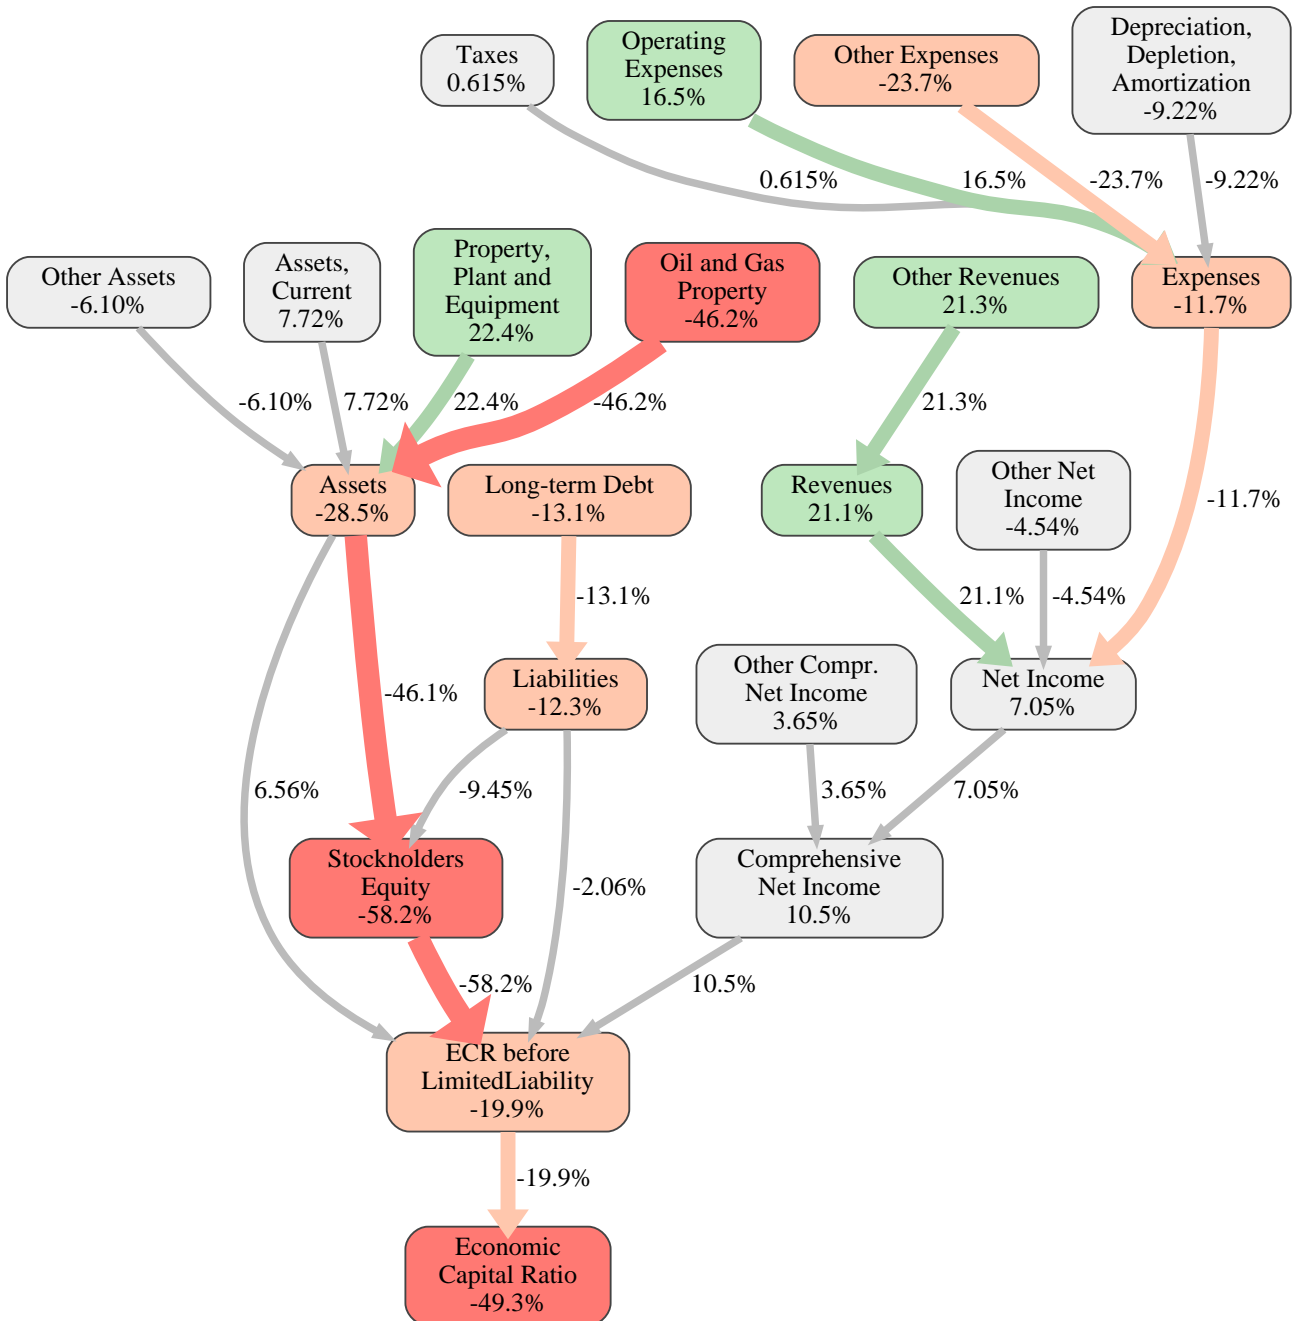 Taxes
0.615%
Operating
Expenses
16.5%
Other Expenses
-23.7%
Depreciation,
Depletion,
Amortization
-9.22%
0.615%
16.5%
-23.7%
-9.22%
Other Assets
-6.10%
Assets,
Current
7.72%
Property,
Plant and
Equipment
22.4%
Oil and Gas
Property
-46.2%
Other Revenues
21.3%
Expenses
-11.7%
-6.10%
7.72%
22.4%
-46.2%
21.3%
-11.7%
Assets
-28.5%
Long-term Debt
-13.1%
Revenues
21.1%
Other Net
Income
-4.54%
-13.1%
21.1%
-4.54%
-46.1%
Liabilities
-12.3%
Other Compr.
Net Income
3.65%
Net Income
7.05%
6.56%
-9.45%
3.65%
7.05%
-2.06%
Stockholders
Equity
-58.2%
Comprehensive
Net Income
10.5%
-58.2%
10.5%
ECR before
LimitedLiability
-19.9%
-19.9%
Economic
Capital Ratio
-49.3%